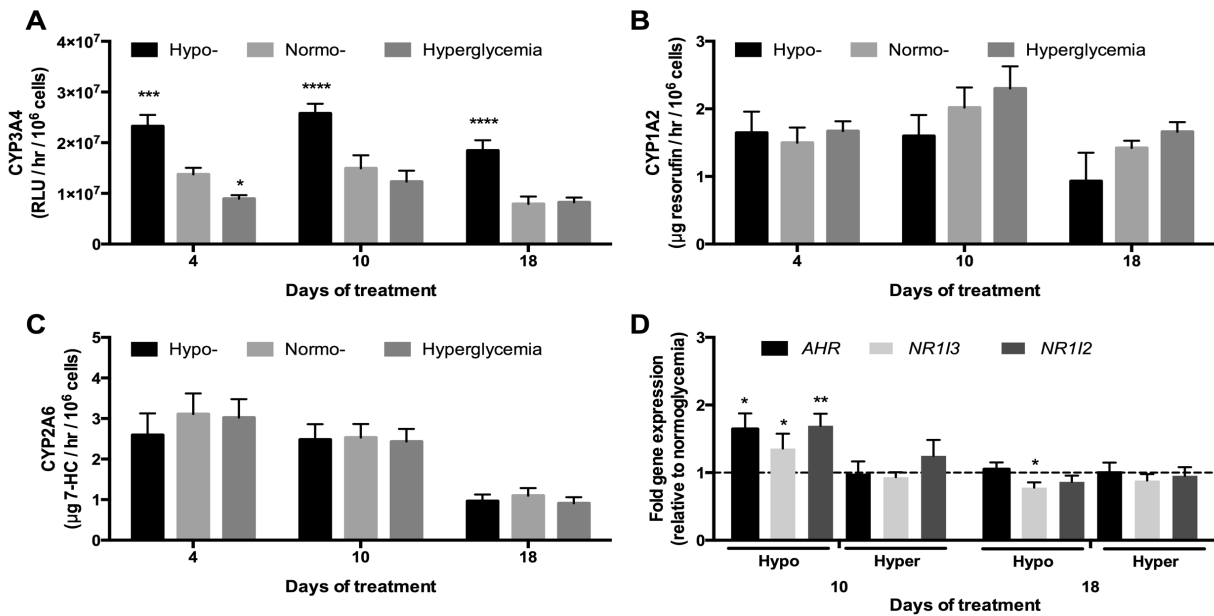 A
Hypo- Normo- Hyperglycemia
4×10⁷
3×10⁷
2×10⁷
1×10⁷
0
CYP3A4
(RLU / hr / 10⁶ cells)
***
*
****
****
4 10 18
Days of treatment
B
Hypo- Normo- Hyperglycemia
3
2
1
0
CYP1A2
(µg resorufin / hr / 10⁶ cells)
4 10 18
Days of treatment
C
Hypo- Normo- Hyperglycemia
5
4
3
2
1
0
CYP2A6
(µg 7-HC / hr / 10⁶ cells)
4 10 18
Days of treatment
D
AHR NR1I3 NR1I2
3
2
1
0
Fold gene expression
(relative to normoglycemia)
*
*
**
*
Hypo Hyper Hypo Hyper
10 18
Days of treatment